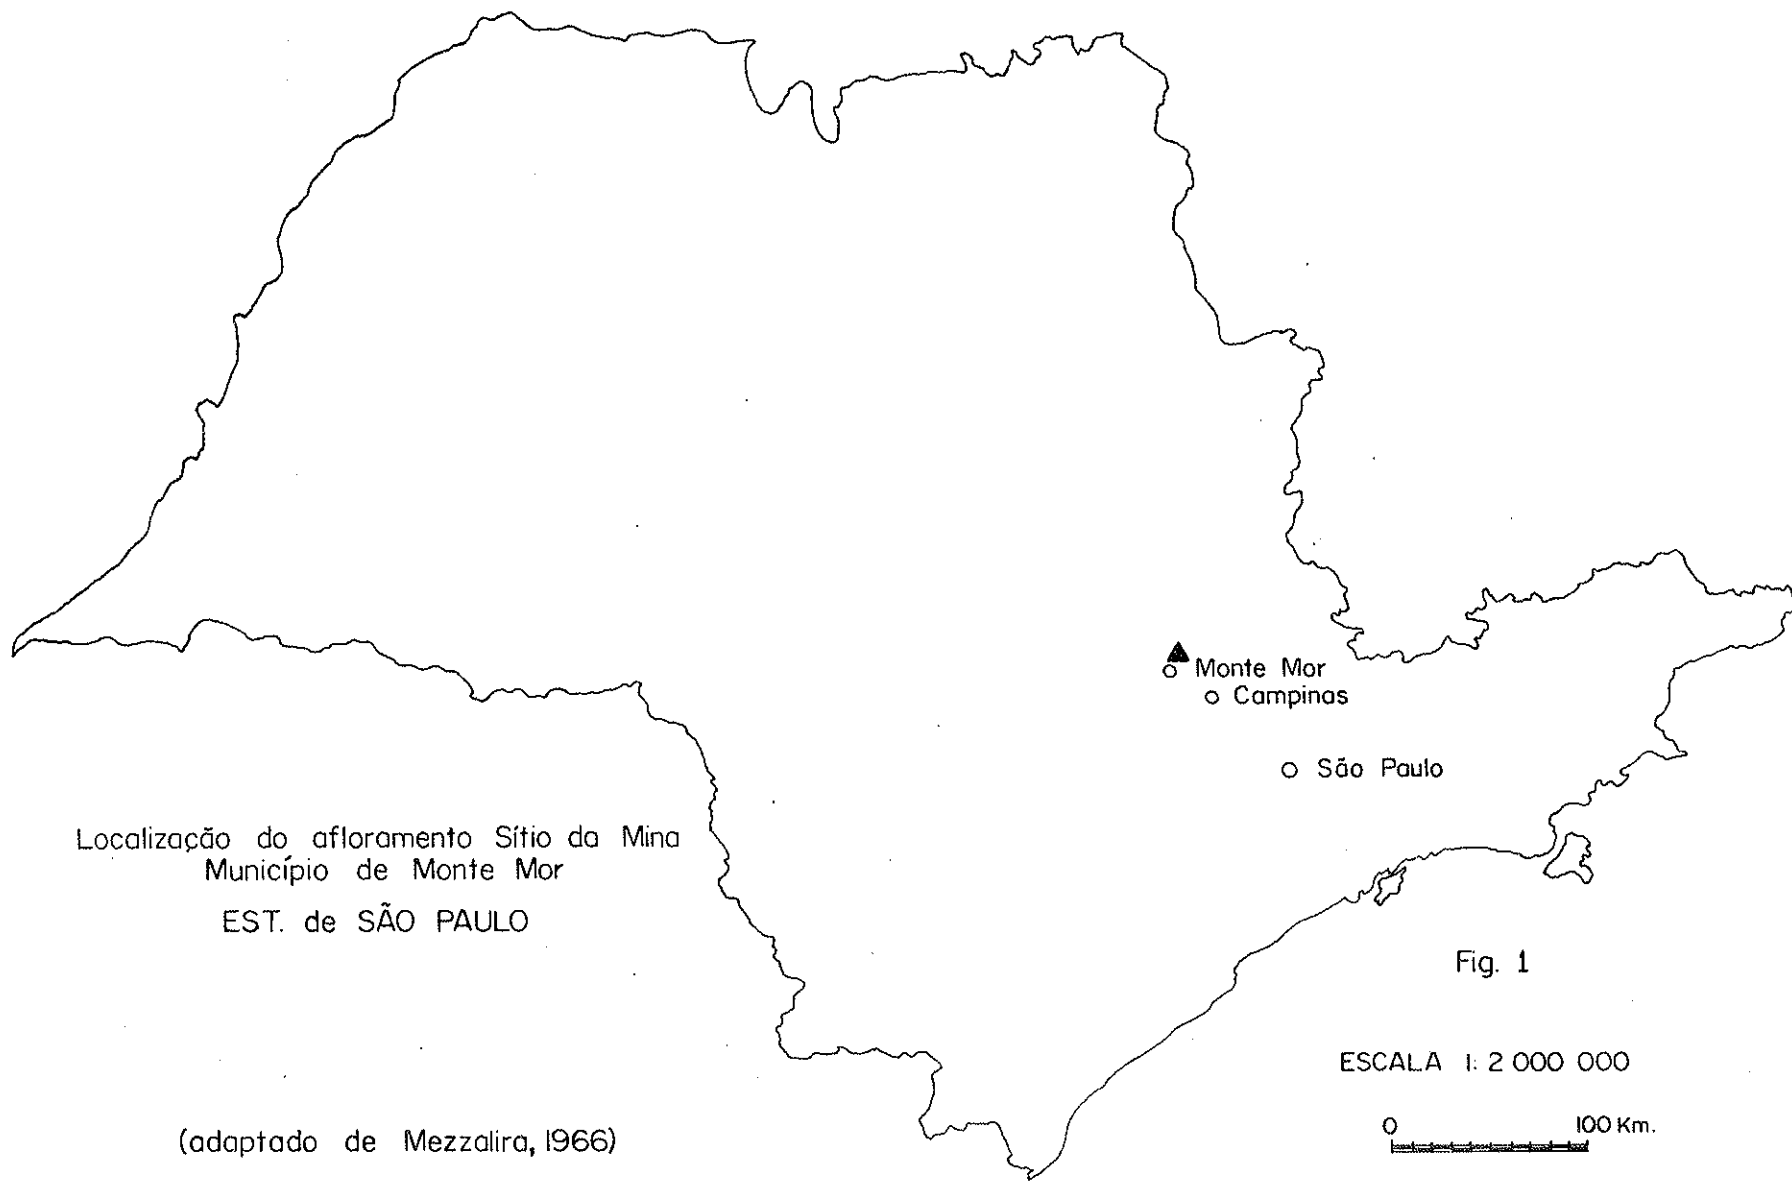 Monte Mor
Campinas
São Paulo
Localização do afloramento Sítio da Mina
Município de Monte Mor
EST. de SÃO PAULO
Fig. 1
ESCALA 1: 2 000 000
0 100 Km.
(adaptado de Mezzalira, 1966)